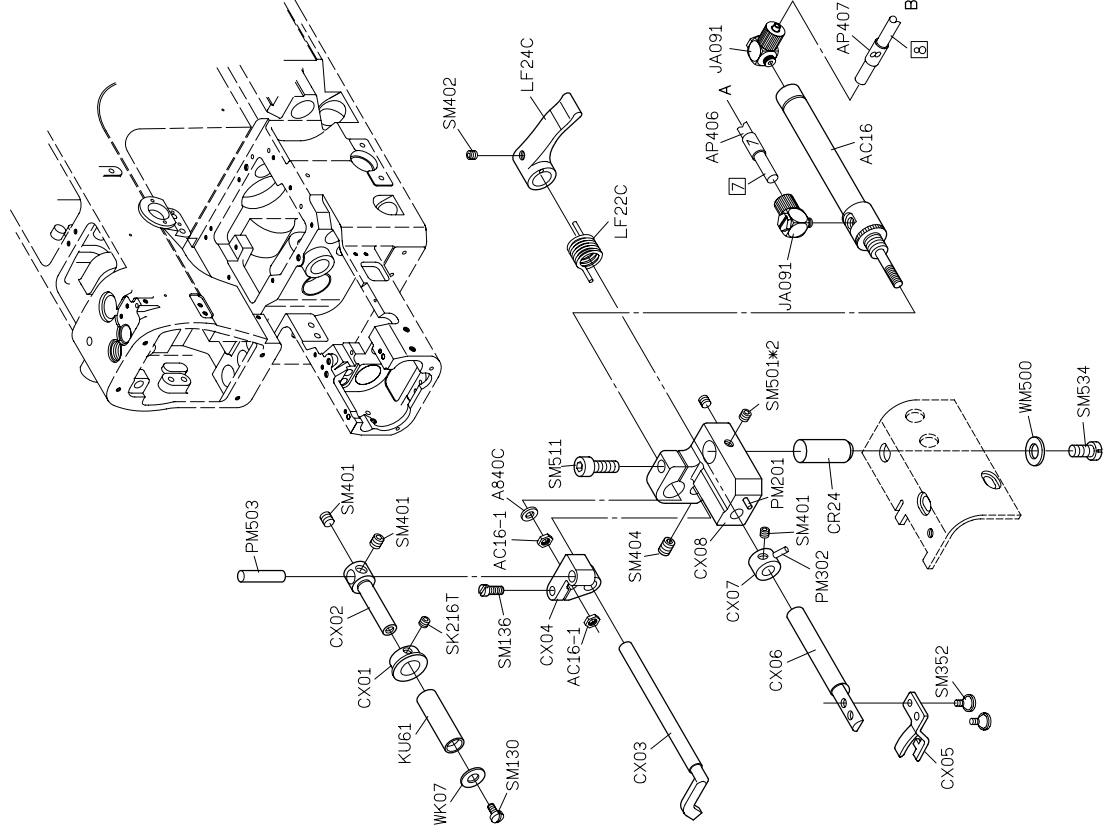 SM402
LF24C
LF22C
JA091
AP407
8
8
B
A
AP406
7
7
AC16
JA091
SM501*2
WM500
SM534
SM511
A840C
AC16-1
SM401
PM503
SM401
CX02
SK216T
CX01
KU61
WK07
SM130
SM136
CX04
AC16-1
CX03
SM404
CX08
PM201
CR24
SM401
CX07
PM302
CX06
SM352
CX05